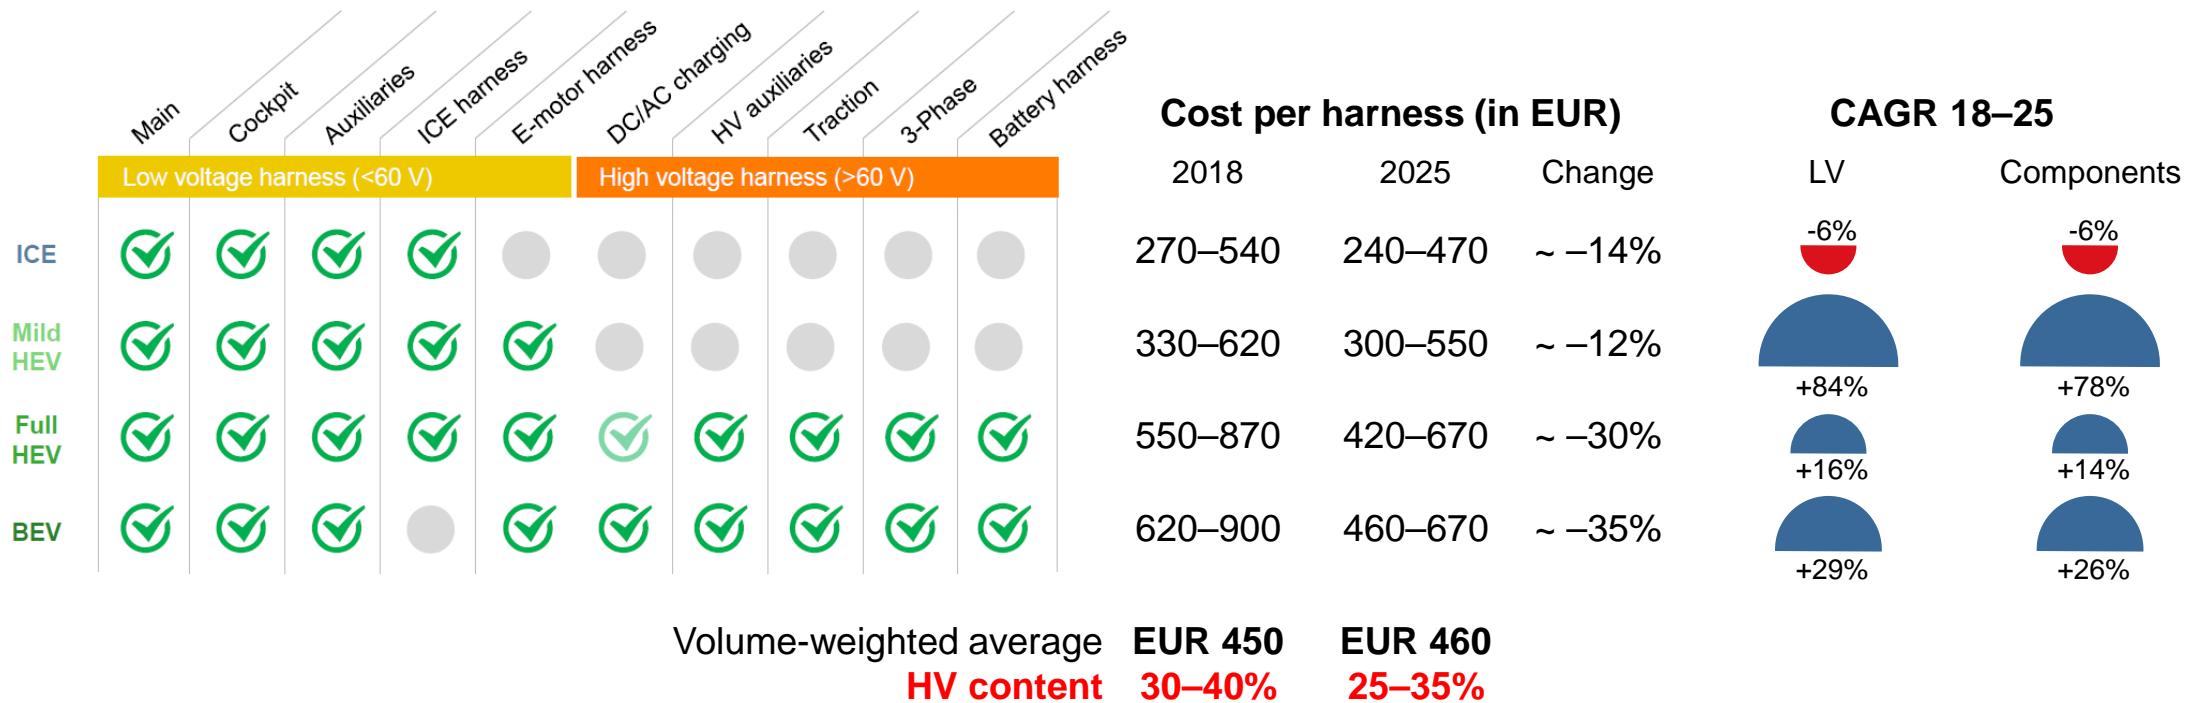 Main
Cockpit
Auxiliaries
ICE harness
E-motor harness
DC/AC charging
HV auxiliaries
Traction
3-Phase
Battery harness
Cost per harness (in EUR)
CAGR 18–25
Low voltage harness (<60 V)
High voltage harness (>60 V)
2018
2025
Change
LV
Components
ICE
270–540
240–470
~ –14%
-6%
-6%
Mild
HEV
330–620
300–550
~ –12%
+84%
+78%
Full
HEV
550–870
420–670
~ –30%
+16%
+14%
BEV
620–900
460–670
~ –35%
+29%
+26%
Volume-weighted average
EUR 450
EUR 460
HV content
30–40%
25–35%